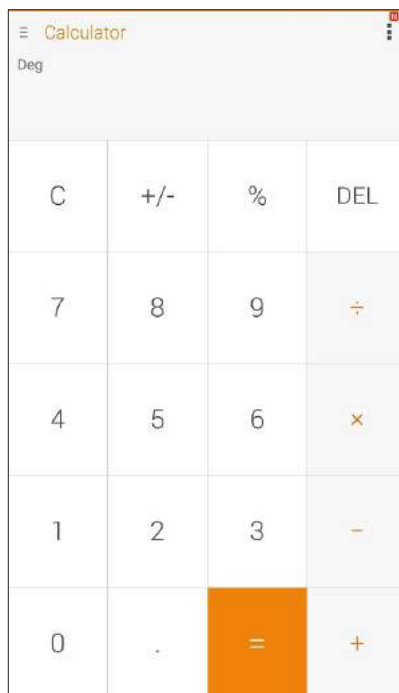 Calculator
Deg
C +/- % DEL
7 8 9 ÷
4 5 6 ×
1 2 3 −
0 . = +